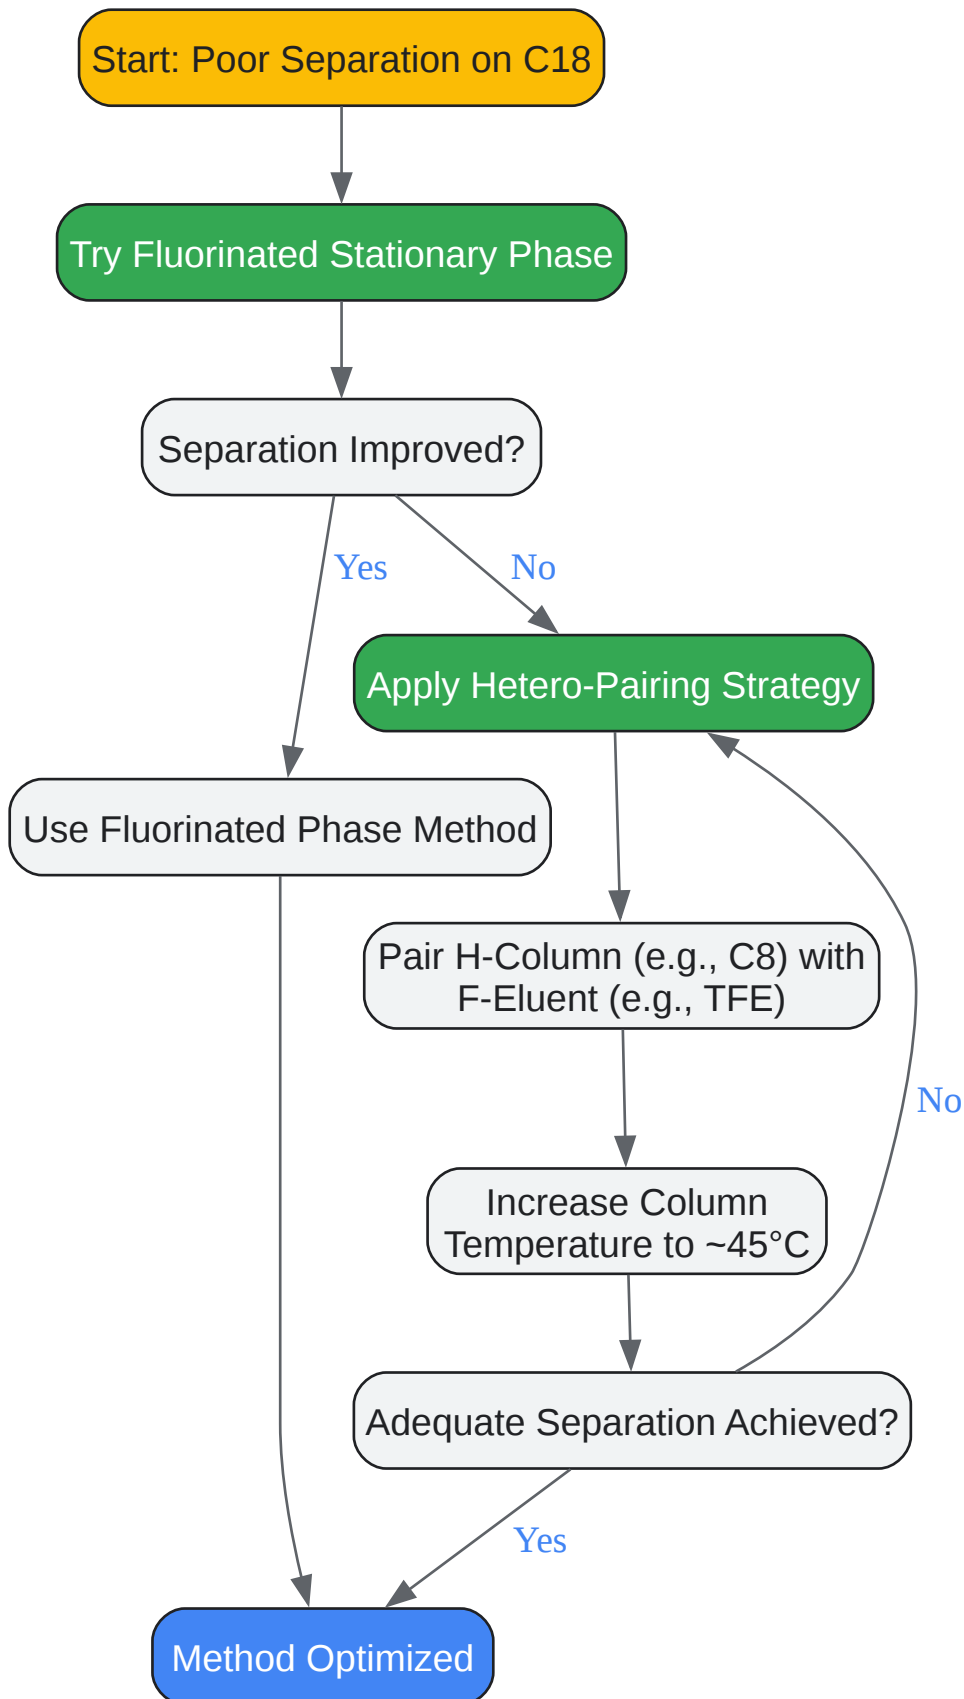 Start: Poor Separation on C18
Try Fluorinated Stationary Phase
Separation Improved?
Yes
No
Apply Hetero-Pairing Strategy
Use Fluorinated Phase Method
Pair H-Column (e.g., C8) with
F-Eluent (e.g., TFE)
No
Increase Column
Temperature to ~45°C
Adequate Separation Achieved?
Yes
Method Optimized